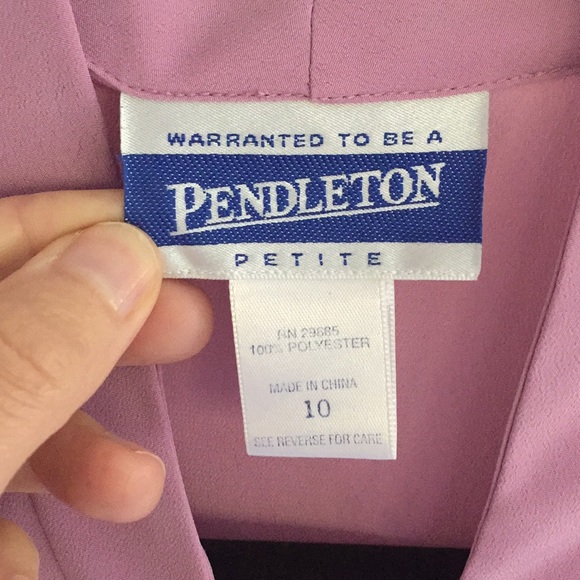 WARRANTED TO BE A
PENDLETON
PETITE
RN 29685
100% POLYESTER
MADE IN CHINA
10
SEE REVERSE FOR CARE